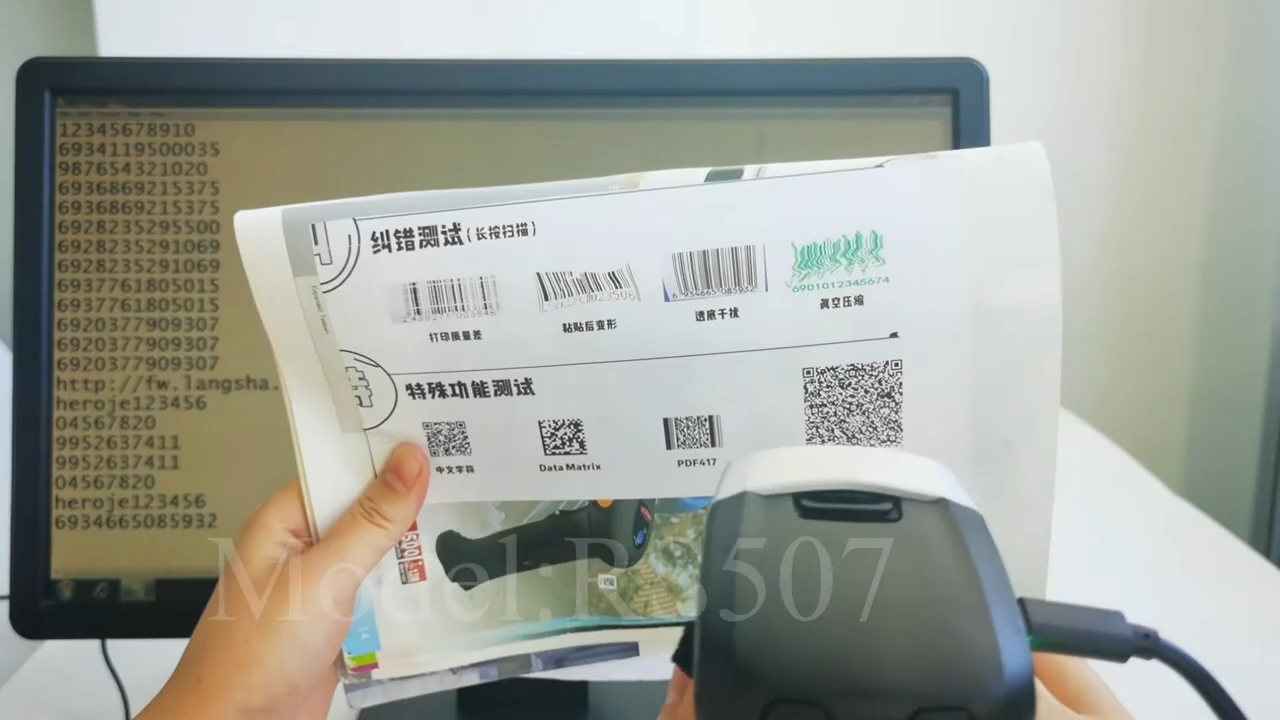 12345678910
6934119500035
987654321020
6936869215375
6936869215375
6928235295500
6928235291069
6928235291069
6937761805015
6937761805015
6920377909307
6920377909307
6920377909307
http://fw.langsha.
heroje123456
04567820
9952637411
9952637411
04567820
heroje123456
6934665085932
纠错测试(长按扫描)
6901012345674
打印质量差
粘贴后变形
透底干扰
真空压缩
特殊功能测试
中文字符
Data Matrix
PDF417
Model:R3507